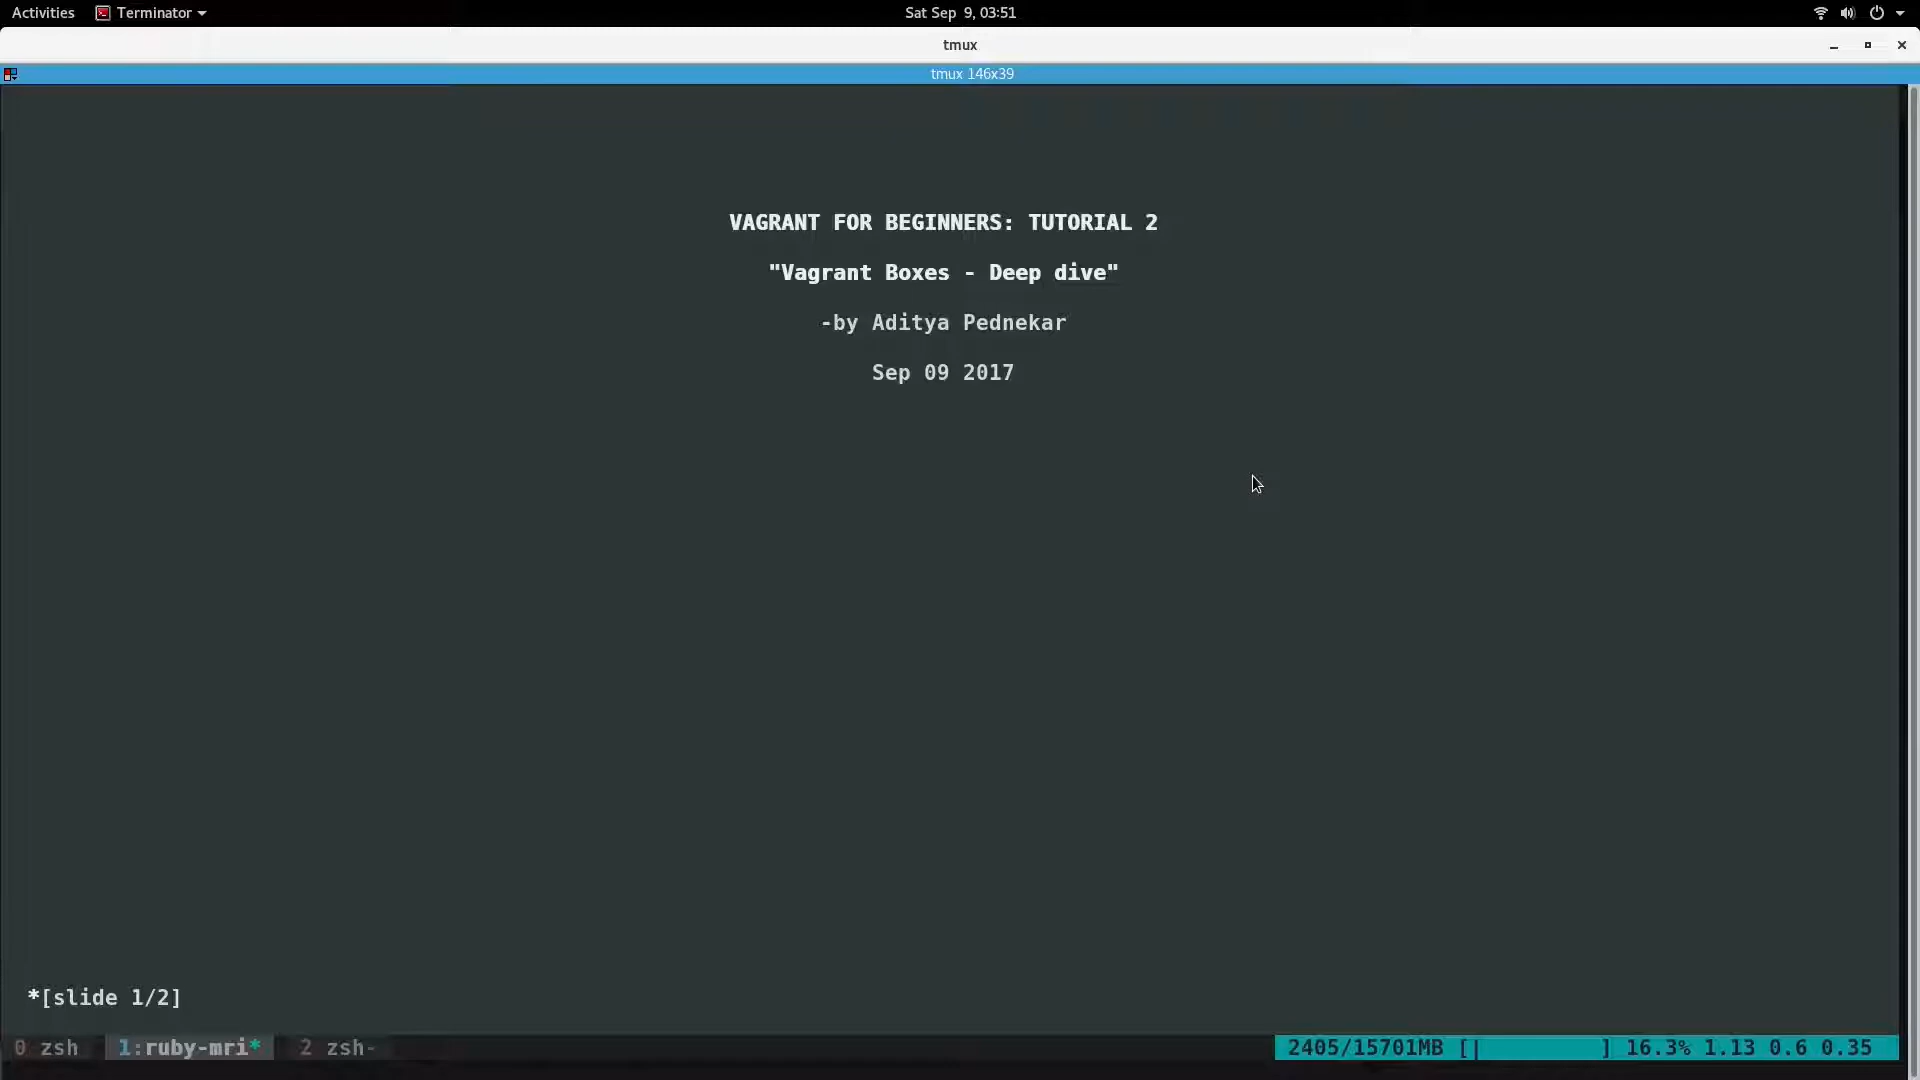 Activities Terminator Sat Sep 9, 03:51
tmux
tmux 146x39
VAGRANT FOR BEGINNERS: TUTORIAL 2
"Vagrant Boxes - Deep dive"
-by Aditya Pednekar
Sep 09 2017
*[slide 1/2]
0 zsh 1:ruby-mri* 2 zsh- 2405/15701MB [| ] 16.3% 1.13 0.6 0.35